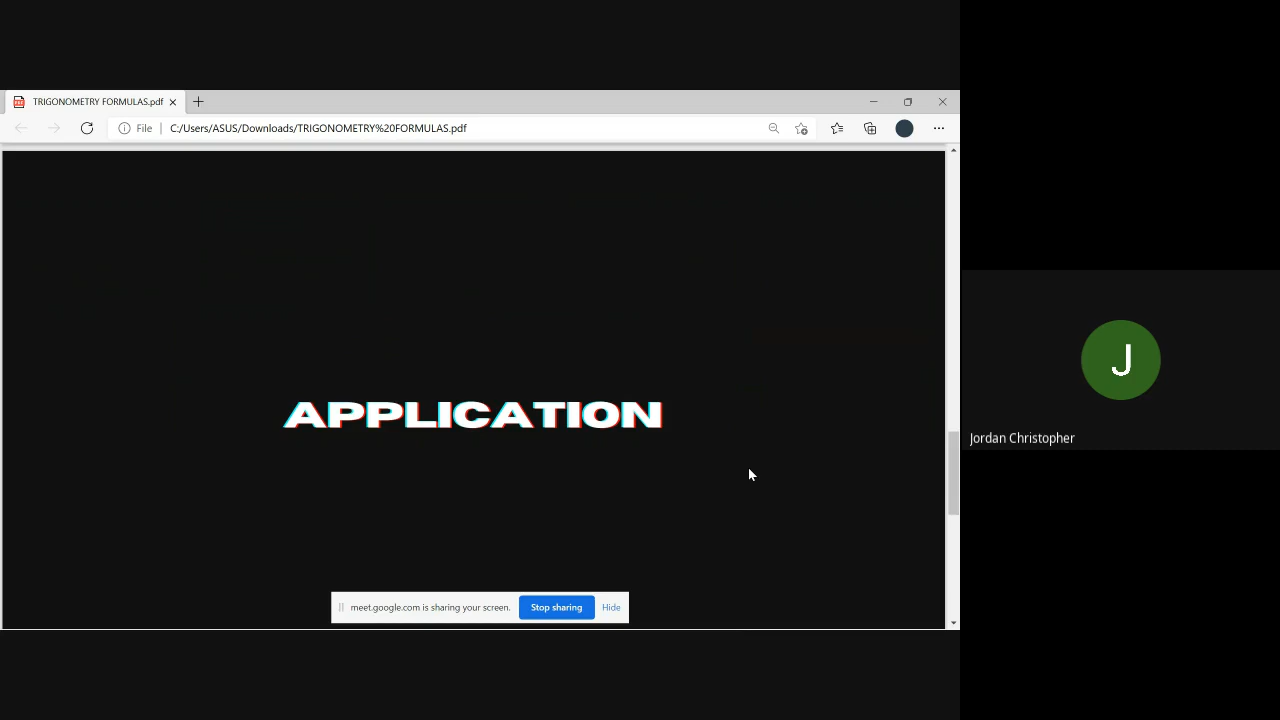 TRIGONOMETRY FORMULAS.pdf
File C:/Users/ASUS/Downloads/TRIGONOMETRY%20FORMULAS.pdf
APPLICATION
J
Jordan Christopher
meet.google.com is sharing your screen. Stop sharing Hide